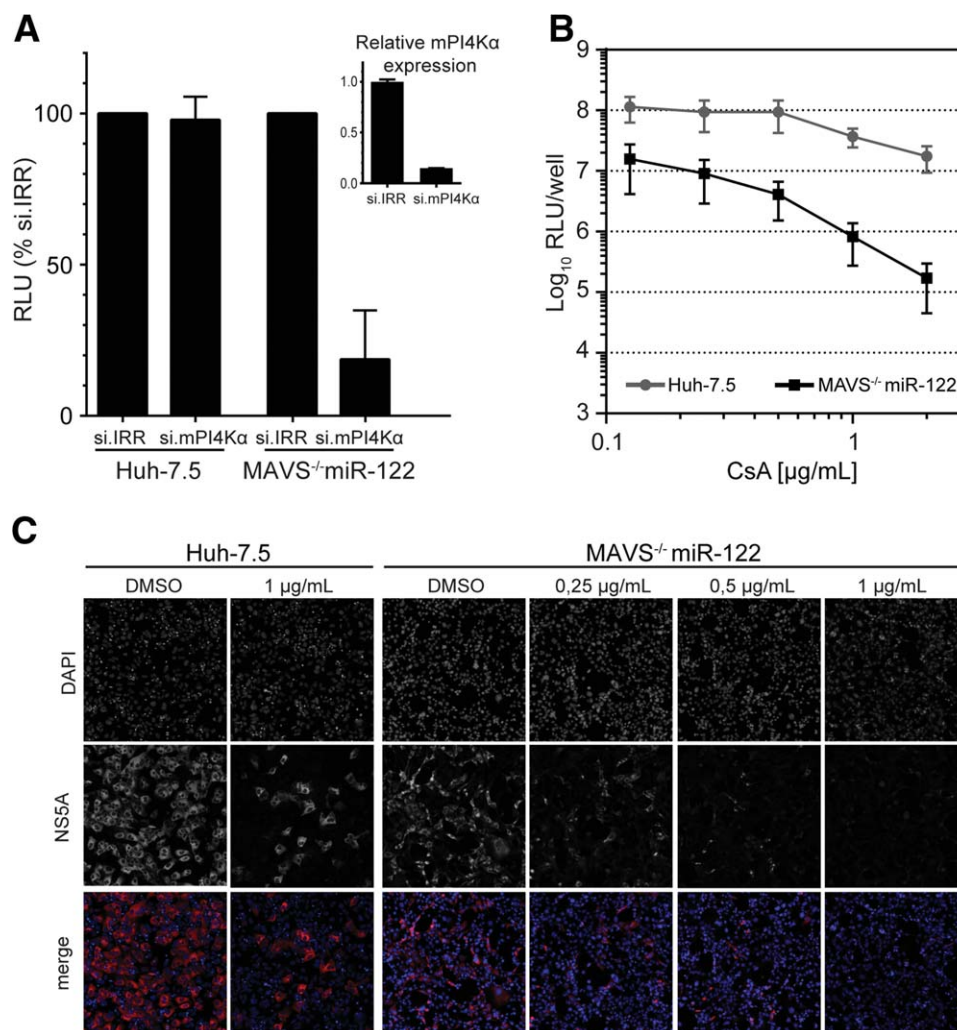 A
Relative mPI4Kα
expression
1.0
0.5
0.0
si.IRR si.mPI4Kα
RLU (% si.IRR)
100
50
0
si.IRR si.mPI4Kα si.IRR si.mPI4Kα
Huh-7.5 MAVS-/- miR-122
B
Log10 RLU/well
9
8
7
6
5
4
3
Huh-7.5 MAVS-/- miR-122
0.1 1
CsA [µg/mL]
C
Huh-7.5 MAVS-/- miR-122
DMSO 1 µg/mL DMSO 0,25 µg/mL 0,5 µg/mL 1 µg/mL
DAPI
NS5A
merge